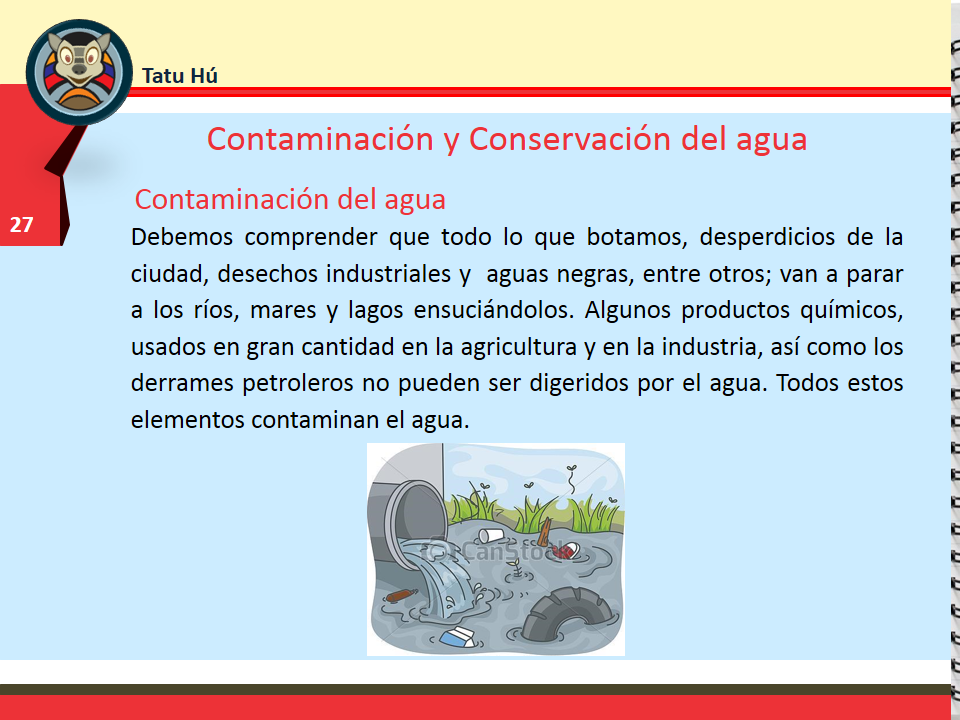 Tatu Hú
Contaminación y Conservación del agua
Contaminación del agua
27
Debemos comprender que todo lo que botamos, desperdicios de la
ciudad, desechos industriales y aguas negras, entre otros; van a parar
a los ríos, mares y lagos ensuciándolos. Algunos productos químicos,
usados en gran cantidad en la agricultura y en la industria, así como los
derrames petroleros no pueden ser digeridos por el agua. Todos estos
elementos contaminan el agua.
CanStock